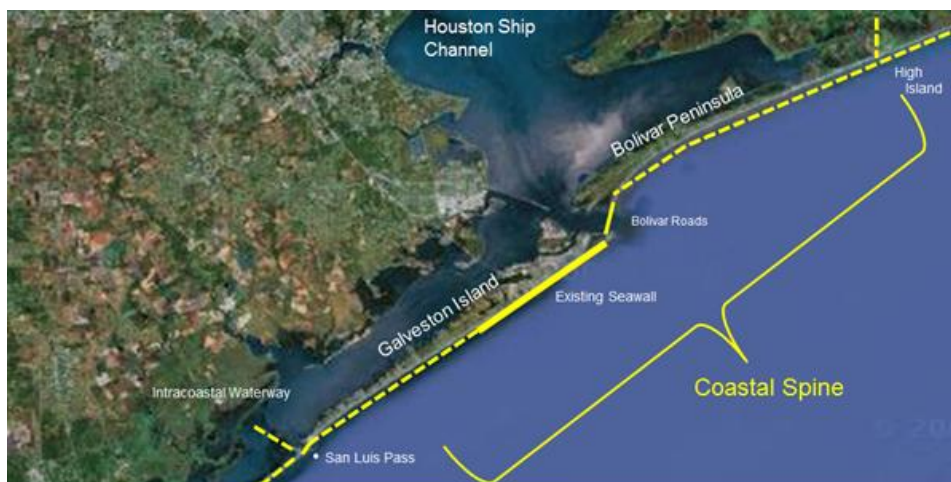 Houston Ship
Channel
High
Island
Bolivar Peninsula
Bolivar Roads
Galveston Island
Existing Seawall
Coastal Spine
Intracoastal Waterway
San Luis Pass